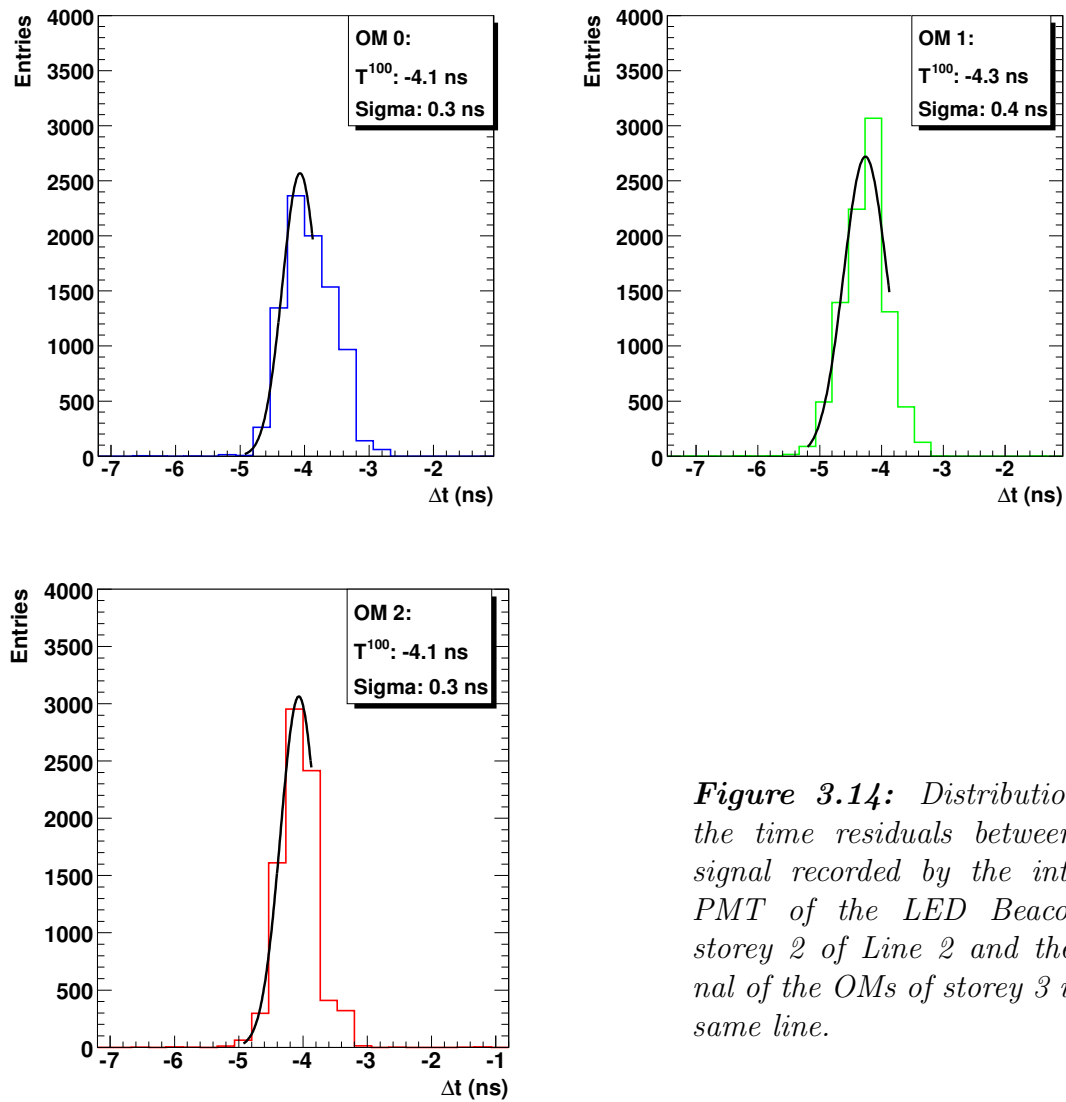 Entries
4000
3500
3000
2500
2000
1500
1000
500
0
-7 -6 -5 -4 -3 -2
Δt (ns)
OM 0:
T^100: -4.1 ns
Sigma: 0.3 ns
Entries
4000
3500
3000
2500
2000
1500
1000
500
0
-7 -6 -5 -4 -3 -2
Δt (ns)
OM 1:
T^100: -4.3 ns
Sigma: 0.4 ns
Entries
4000
3500
3000
2500
2000
1500
1000
500
0
-7 -6 -5 -4 -3 -2 -1
Δt (ns)
OM 2:
T^100: -4.1 ns
Sigma: 0.3 ns
Figure 3.14: Distribution
the time residuals between
signal recorded by the int
PMT of the LED Beaco
storey 2 of Line 2 and the
nal of the OMs of storey 3 i
same line.